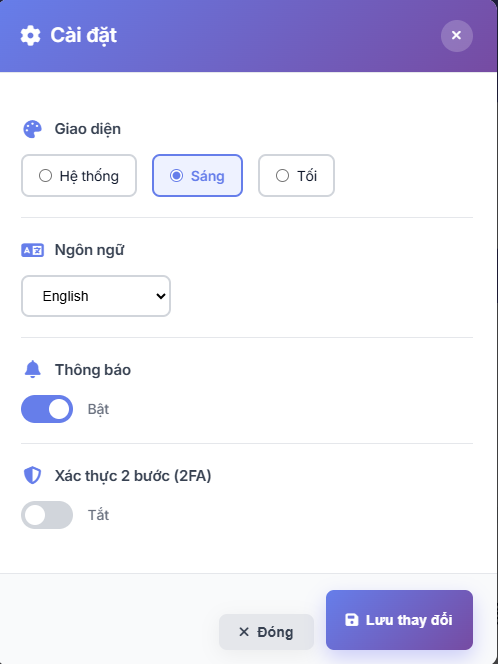 Cài đặt
Giao diện
Hệ thống Sáng Tối
Ngôn ngữ
English
Thông báo
Bật
Xác thực 2 bước (2FA)
Tắt
Đóng Lưu thay đổi